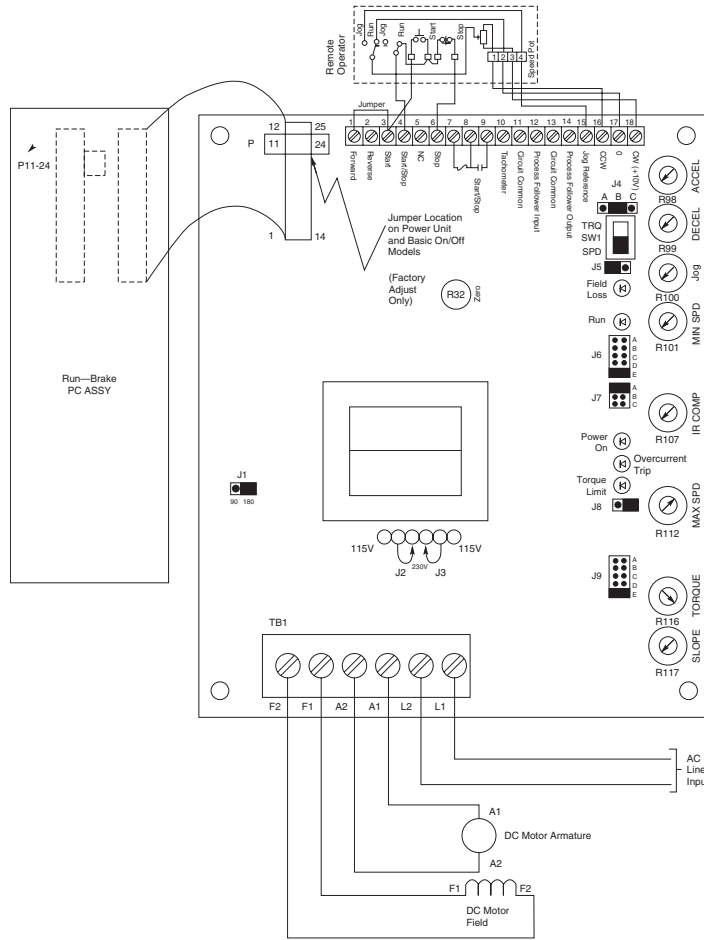 Remote
Operator
Jog
Run
Jog
Run
Start
Stop
1 2 3 4
Speed Pot
P11-24
Run—Brake
PC ASSY
12 25
P 11 24
1 14
Jumper
1 2 3 4 5 6 7 8 9 10 11 12 13 14 15 16 17 18
Forward
Reverse
Start
Start/Stop
NC
Stop
Start/Stop
Tachometer
Circuit Common
Process Follower Input
Circuit Common
Process Follower Output
Jog Reference
CCW
0
CW (+10V)
Jumper Location
on Power Unit
and Basic On/Off
Models
(Factory
Adjust
Only)
R32
Zero
J4
A B C
TRQ
SW1
SPD
J5
Field
Loss
Run
J6
A
B
C
D
E
J7
A
B
C
Power
On
Overcurrent
Trip
Torque
Limit
J8
J9
A
B
C
D
E
R98
ACCEL
R99
DECEL
R100
Jog
R101
MIN SPD
R107
IR COMP
R112
MAX SPD
R116
TORQUE
R117
SLOPE
J1
90 180
115V
115V
230V
J2
J3
TB1
F2 F1 A2 A1 L2 L1
AC
Line
A1
DC Motor Armature
A2
F1
F2
DC Motor
Field